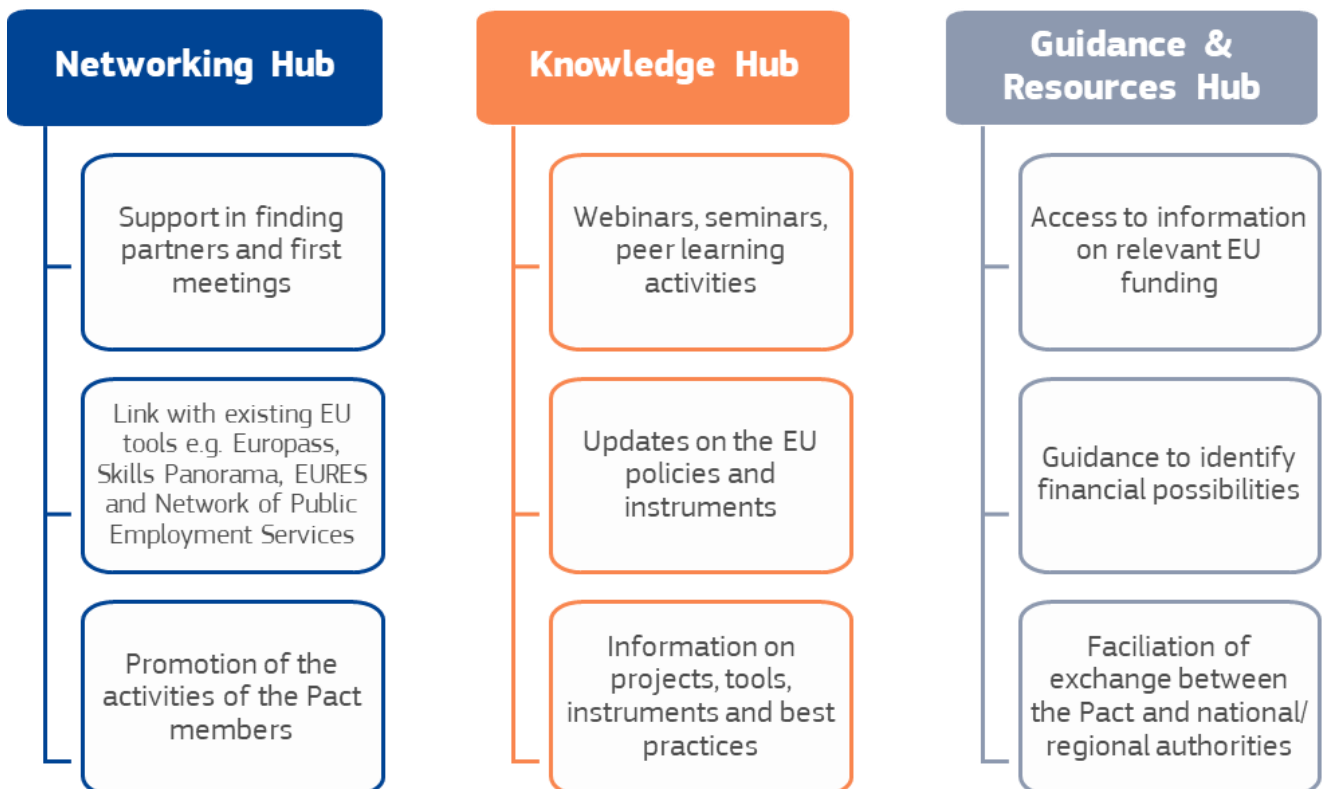 Networking Hub
Support in finding
partners and first
meetings
Link with existing EU
tools e.g. Europass,
Skills Panorama, EURES
and Network of Public
Employment Services
Promotion of the
activities of the Pact
members
Knowledge Hub
Webinars, seminars,
peer learning
activities
Updates on the EU
policies and
instruments
Information on
projects, tools,
instruments and best
practices
Guidance &
Resources Hub
Access to information
on relevant EU
funding
Guidance to identify
financial possibilities
Faciliation of
exchange between
the Pact and national/
regional authorities